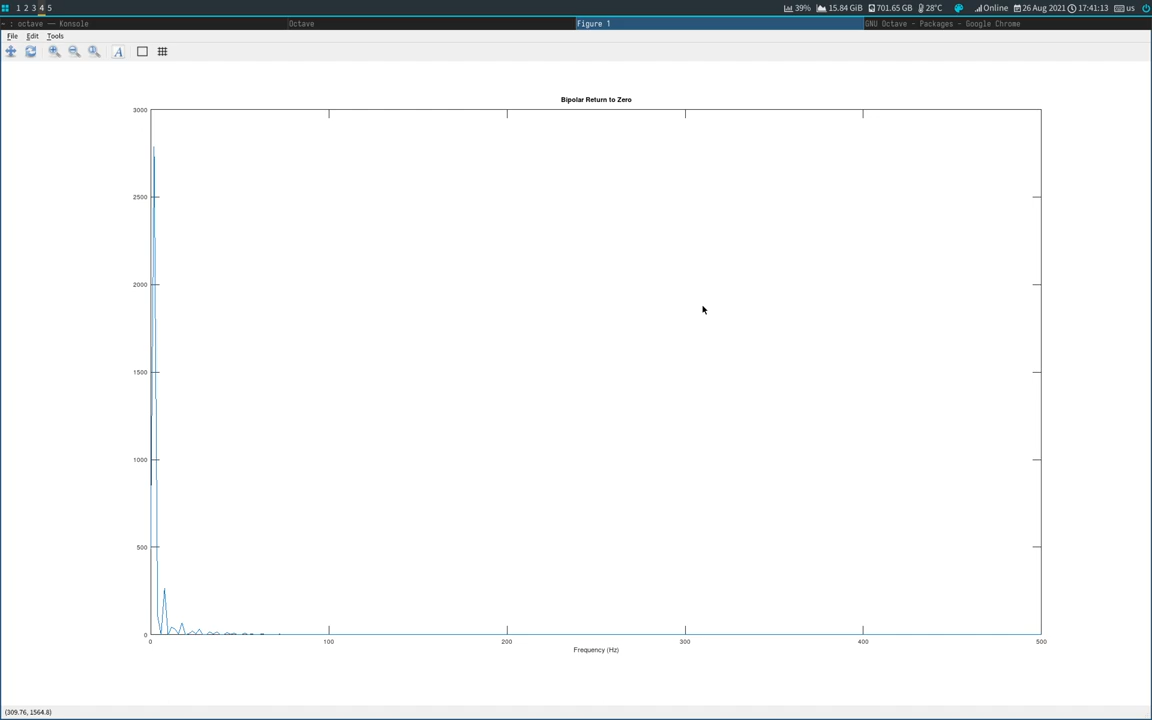 1 2 3 4 5 39% 15.84 GiB 701.65 GB 28°C Online 26 Aug 2021 17:41:13 us
~ : octave — Konsole Octave Figure 1 GNU Octave - Packages - Google Chrome
File Edit Tools
A
Bipolar Return to Zero
3000
2500
2000
1500
1000
500
0
0 100 200 300 400 500
Frequency (Hz)
(309.76, 1564.8)